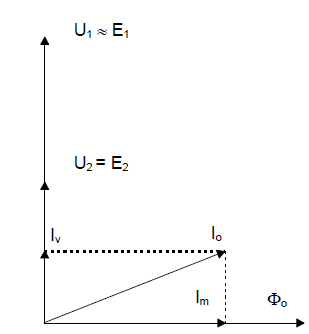 U₁ ≈ E₁
U₂ = E₂
Iᵥ
Iₒ
Iₘ
Φₒ